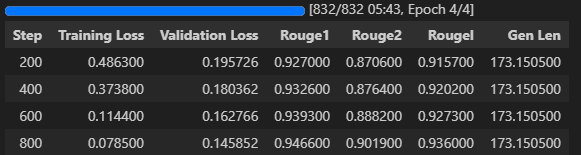 [832/832 05:43, Epoch 4/4]
Step Training Loss Validation Loss Rouge1 Rouge2 Rougel Gen Len
200 0.486300 0.195726 0.927000 0.870600 0.915700 173.150500
400 0.373800 0.180362 0.932600 0.876400 0.920200 173.150500
600 0.114400 0.162766 0.939300 0.888200 0.927300 173.150500
800 0.078500 0.145852 0.946600 0.901900 0.936000 173.150500